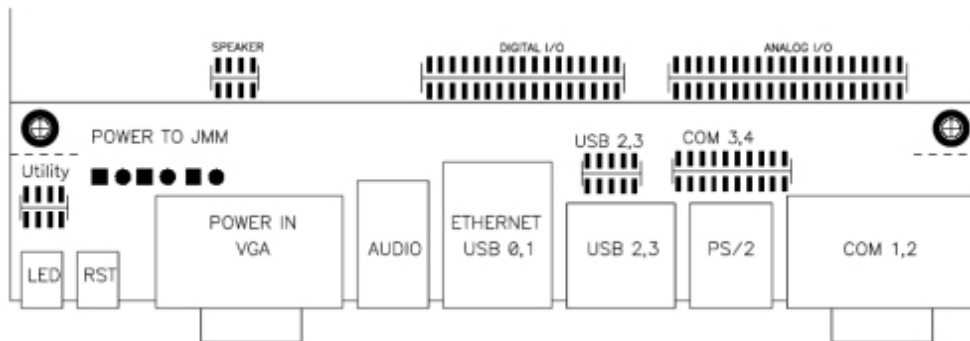 SPEAKER
DIGITAL I/O
ANALOG I/O
POWER TO JMM
USB 2,3
COM 3,4
Utility
POWER IN
VGA
AUDIO
ETHERNET
USB 0,1
USB 2,3
PS/2
COM 1,2
LED
RST